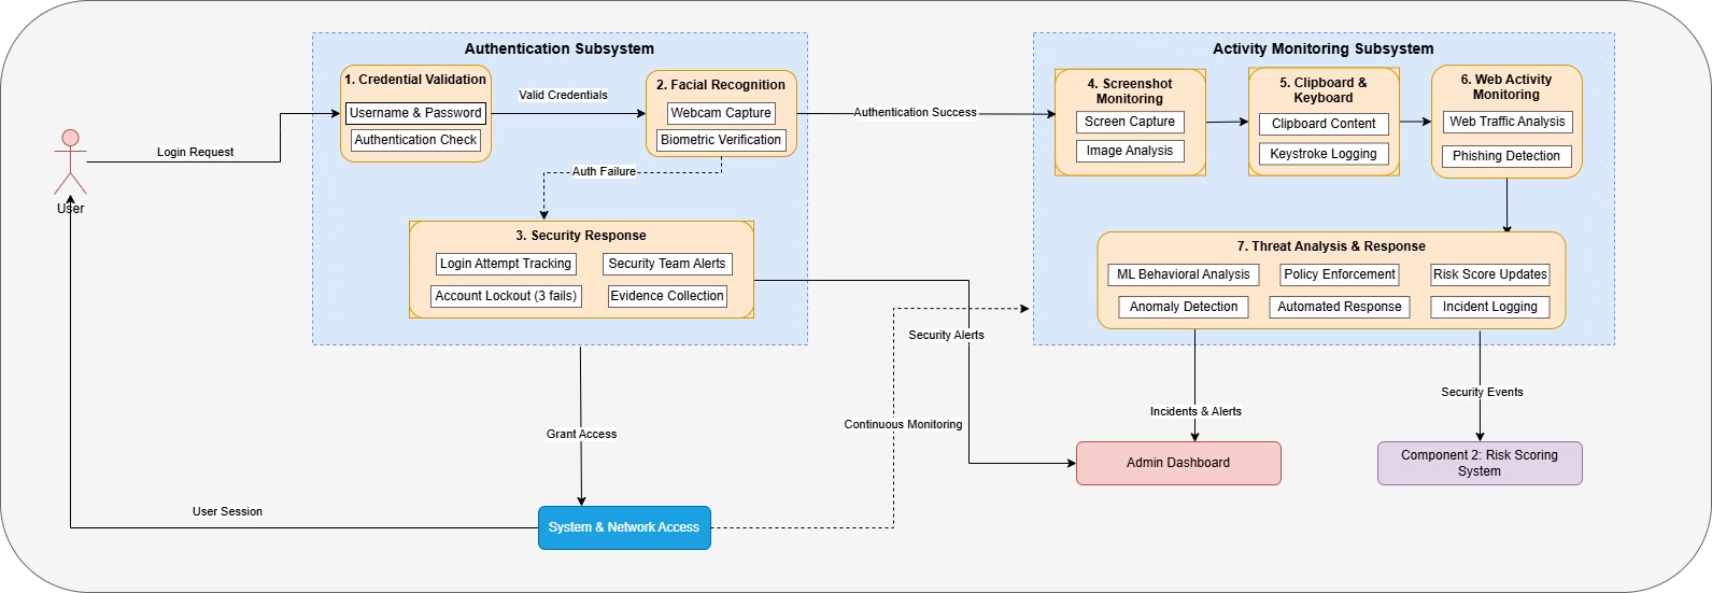 Authentication Subsystem
Activity Monitoring Subsystem
1. Credential Validation
Username & Password
Authentication Check
Valid Credentials
2. Facial Recognition
Webcam Capture
Biometric Verification
Authentication Success
4. Screenshot
Monitoring
Screen Capture
Image Analysis
5. Clipboard &
Keyboard
Clipboard Content
Keystroke Logging
6. Web Activity
Monitoring
Web Traffic Analysis
Phishing Detection
Login Request
User
Auth Failure
3. Security Response
Login Attempt Tracking
Security Team Alerts
Account Lockout (3 fails)
Evidence Collection
7. Threat Analysis & Response
ML Behavioral Analysis
Policy Enforcement
Risk Score Updates
Anomaly Detection
Automated Response
Incident Logging
Security Alerts
Continuous Monitoring
Grant Access
Incidents & Alerts
Security Events
Admin Dashboard
Component 2: Risk Scoring
System
User Session
System & Network Access